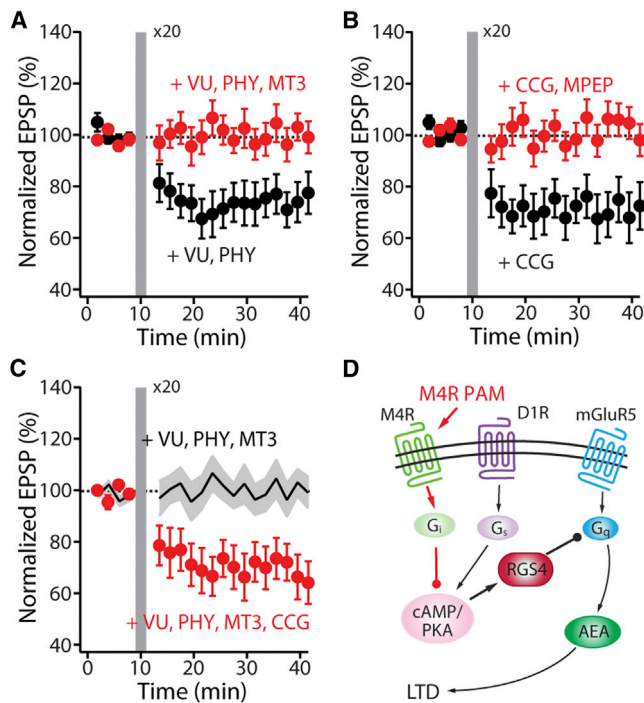 A
x20
140
120
100
80
60
40
Normalized EPSP (%)
+ VU, PHY, MT3
+ VU, PHY
0 10 20 30 40
Time (min)
B
x20
140
120
100
80
60
40
Normalized EPSP (%)
+ CCG, MPEP
+ CCG
0 10 20 30 40
Time (min)
C
x20
140
120
100
80
60
40
Normalized EPSP (%)
+ VU, PHY, MT3
+ VU, PHY, MT3, CCG
0 10 20 30 40
Time (min)
D
M4R PAM
M4R
D1R
mGluR5
Gi
Gs
Gq
RGS4
cAMP/
PKA
AEA
LTD